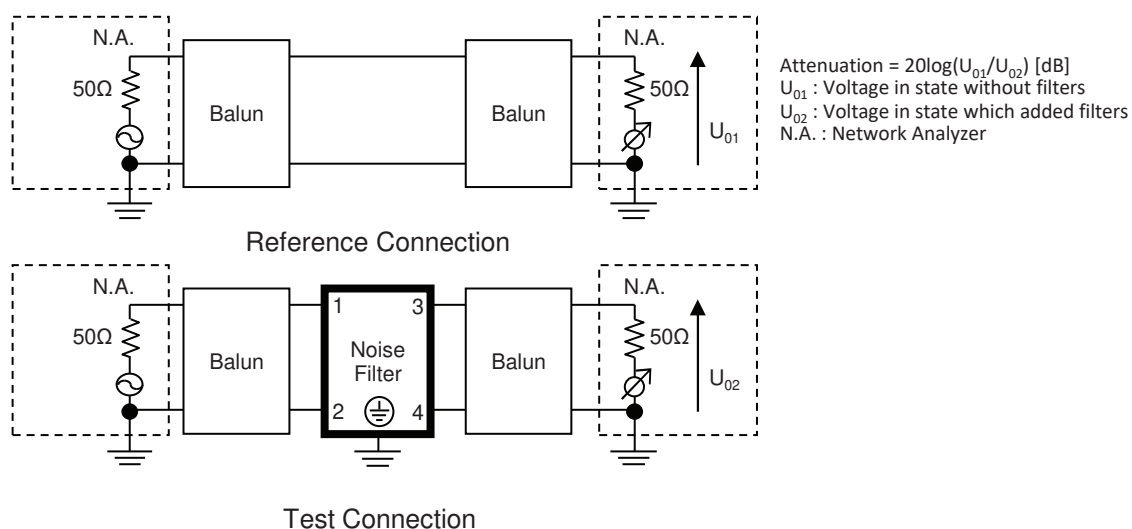 N.A.
N.A.
50Ω
Balun
Balun
50Ω
U01
Attenuation = 20log(U01/U02) [dB]
U01 : Voltage in state without filters
U02 : Voltage in state which added filters
N.A. : Network Analyzer
Reference Connection
N.A.
N.A.
1 3
50Ω
Balun
Noise
Filter
Balun
50Ω
U02
2 4
Test Connection